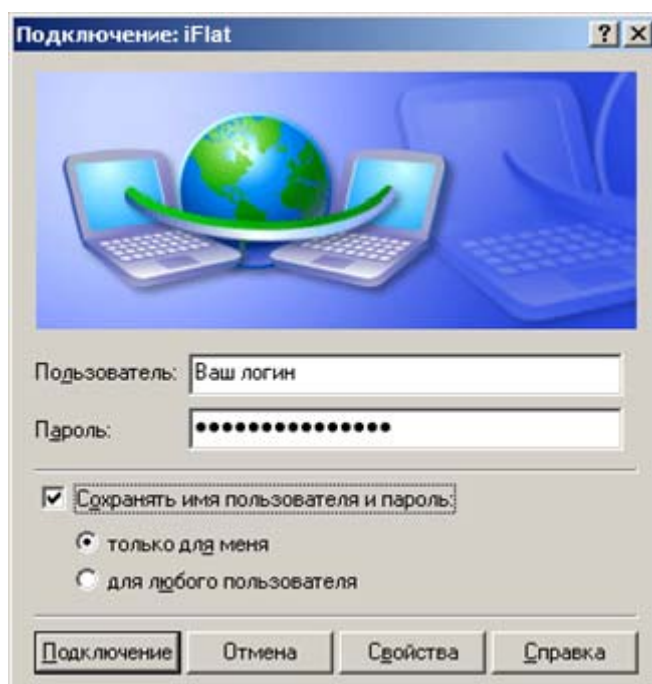 Подключение: iFlat
Пользователь: Ваш логин
Пароль: •••••••••••••••
Сохранять имя пользователя и пароль:
только для меня
для любого пользователя
Подключение Отмена Свойства Справка